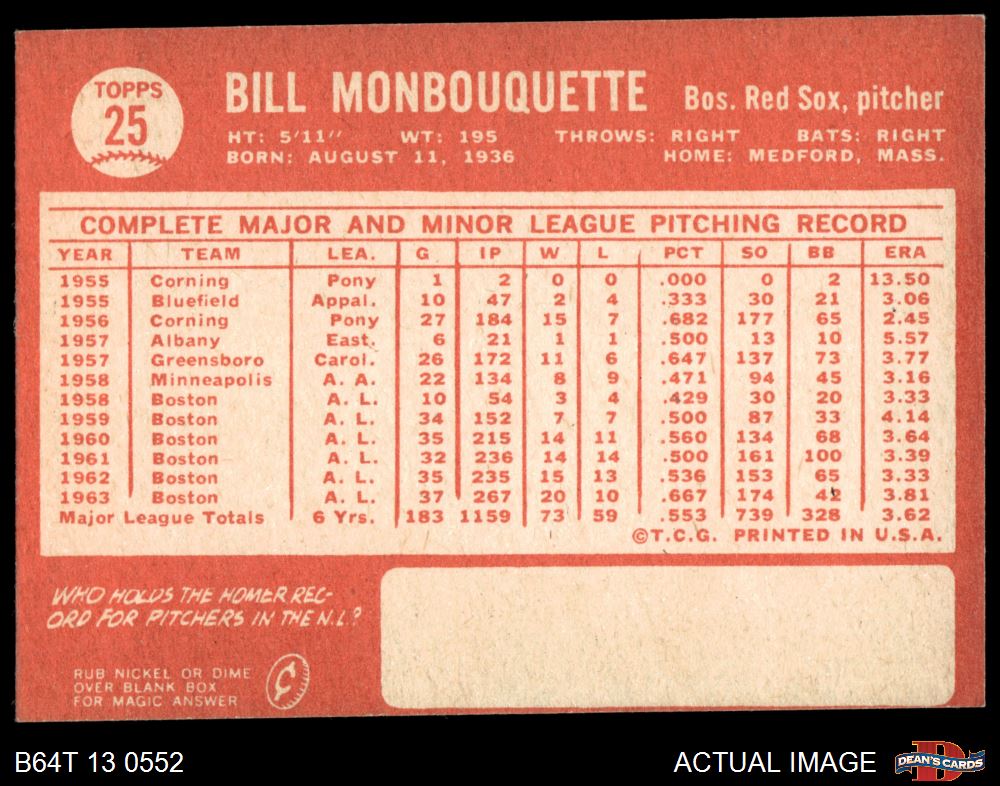 TOPPS
25
BILL MONBOUQUETTE Bos. Red Sox, pitcher
HT: 5'11" WT: 195 THROWS: RIGHT BATS: RIGHT
BORN: AUGUST 11, 1936 HOME: MEDFORD, MASS.
COMPLETE MAJOR AND MINOR LEAGUE PITCHING RECORD
YEAR TEAM LEA. G IP W L PCT SO BB ERA
1955 Corning Pony 1 2 0 0 .000 0 2 13.50
1955 Bluefield Appal. 10 47 2 4 .333 30 21 3.06
1956 Corning Pony 27 184 15 7 .682 177 65 2.45
1957 Albany East. 6 21 1 1 .500 13 10 5.57
1957 Greensboro Carol. 26 172 11 6 .647 137 73 3.77
1958 Minneapolis A. A. 22 134 8 9 .471 94 45 3.16
1958 Boston A. L. 10 54 3 4 .429 30 20 3.33
1959 Boston A. L. 34 152 7 7 .500 87 33 4.14
1960 Boston A. L. 35 215 14 11 .560 134 68 3.64
1961 Boston A. L. 32 236 14 14 .500 161 100 3.39
1962 Boston A. L. 35 235 15 13 .536 153 65 3.33
1963 Boston A. L. 37 267 20 10 .667 174 42 3.81
Major League Totals 6 Yrs. 183 1159 73 59 .553 739 328 3.62
©T.C.G. PRINTED IN U.S.A.
WHO HOLDS THE HOMER REC-
ORD FOR PITCHERS IN THE N.L.?
RUB NICKEL OR DIME
OVER BLANK BOX
FOR MAGIC ANSWER
¢
B64T 13 0552 ACTUAL IMAGE
D
DEAN'S CARDS